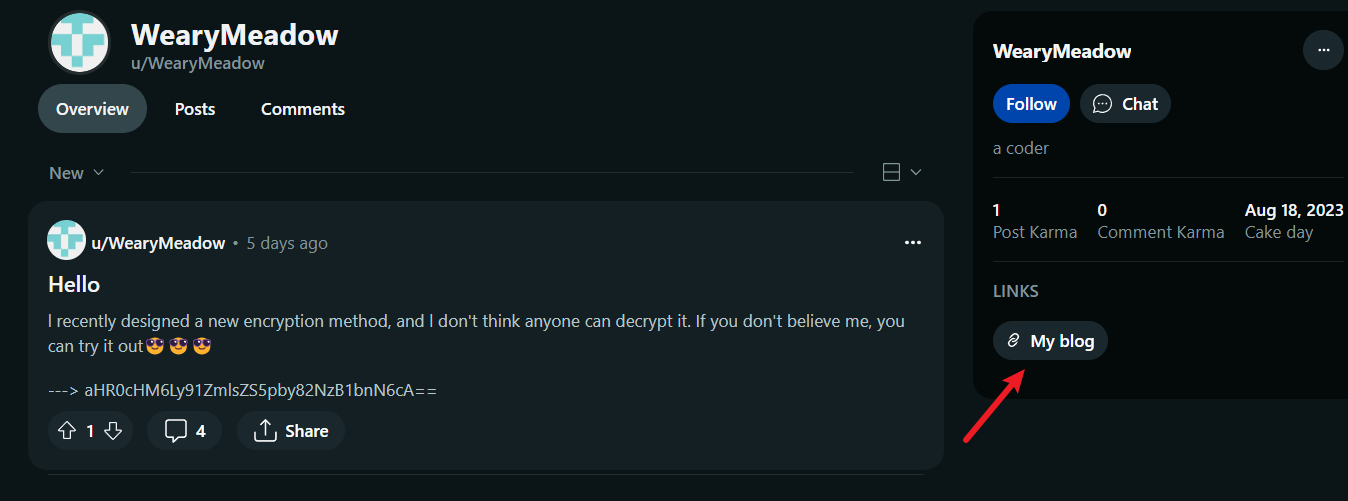 WearyMeadow
u/WearyMeadow
Overview Posts Comments
New
u/WearyMeadow • 5 days ago
Hello
I recently designed a new encryption method, and I don't think anyone can decrypt it. If you don't believe me, you
can try it out😎 😎 😎
---> aHR0cHM6Ly91ZmlsZS5pby82NzB1bnN6cA==
1 4 Share
WearyMeadow
Follow Chat
a coder
1 0 Aug 18, 2023
Post Karma Comment Karma Cake day
LINKS
My blog